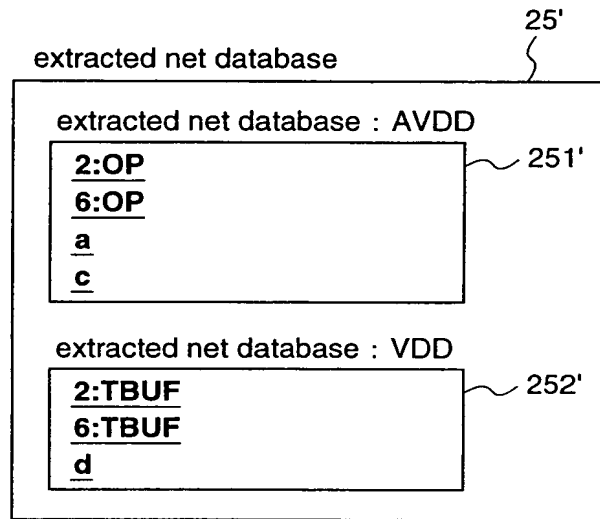 25'
extracted net database
extracted net database : AVDD
251'
2:OP
6:OP
a
c
extracted net database : VDD
252'
2:TBUF
6:TBUF
d